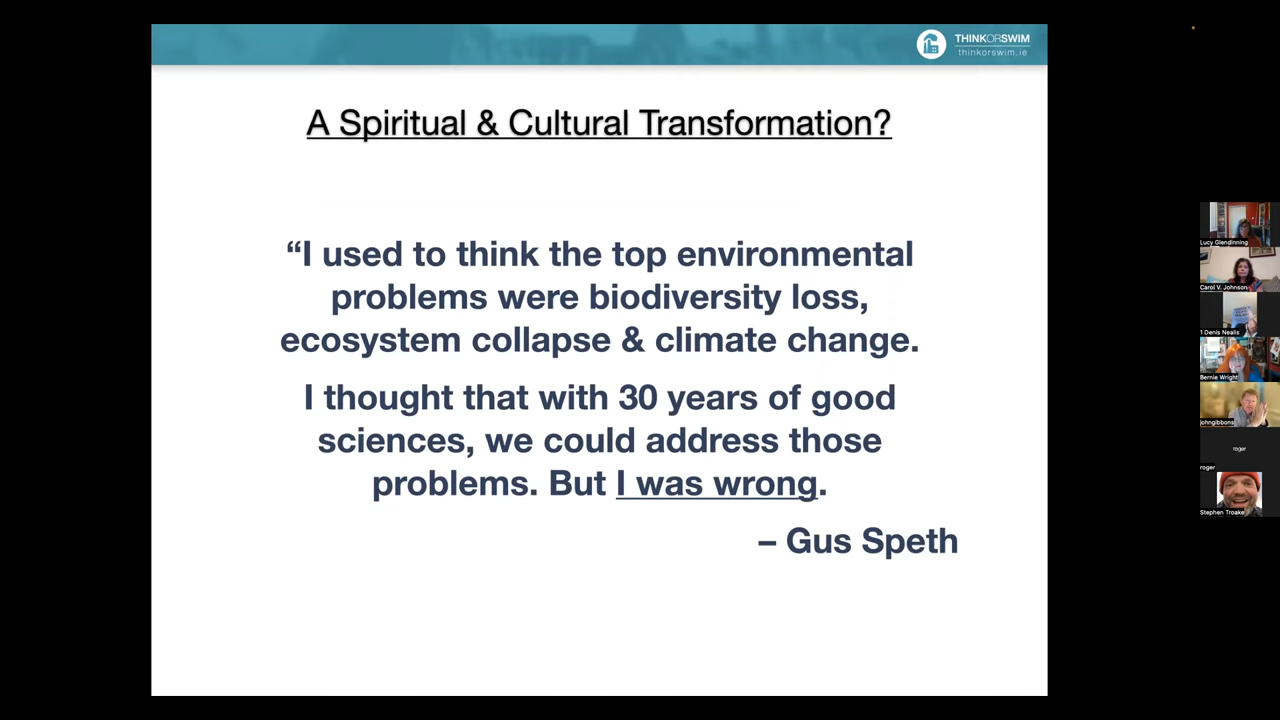 THINKORSWIM
thinkorswim.ie
A Spiritual & Cultural Transformation?
“I used to think the top environmental
problems were biodiversity loss,
ecosystem collapse & climate change.
I thought that with 30 years of good
sciences, we could address those
problems. But I was wrong.
– Gus Speth
Lucy Glendinning
Carol V. Johnson
1 Denis Nealis
Bernie Wright
johngibbons
roger
roger
Stephen Troake